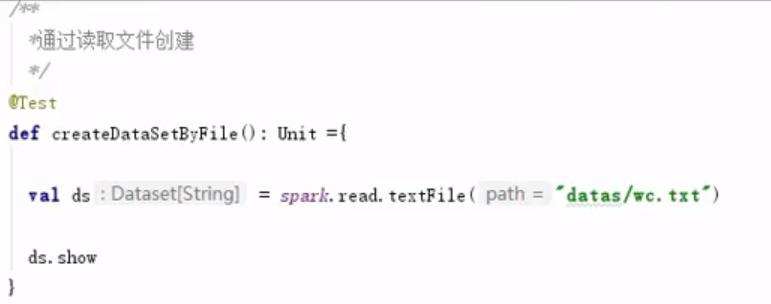 /**
*通过读取文件创建
*/
@Test
def createDataSetByFile(): Unit ={
val ds : Dataset[String] = spark.read.textFile( path = "datas/wc.txt")
ds.show
}